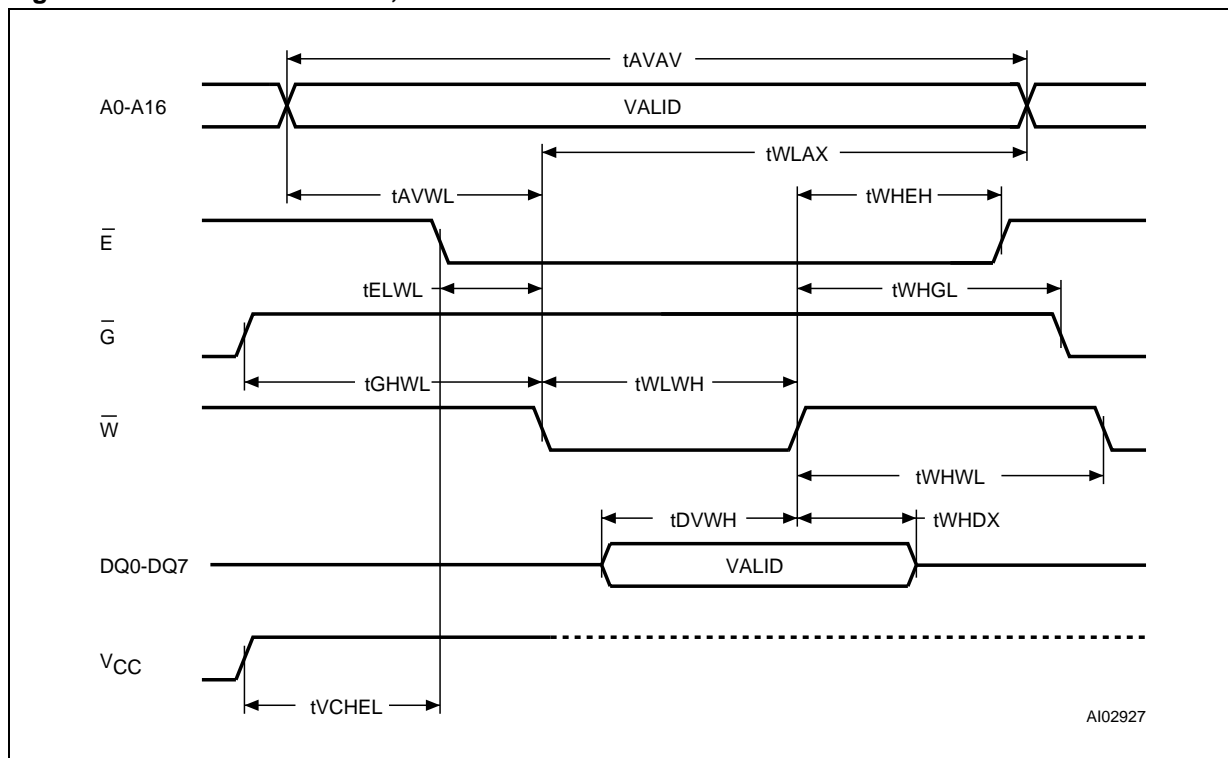 tAVAV
A0-A16
VALID
tWLAX
tAVWL
tWHEH
E
tELWL
tWHGL
G
tGHWL
tWLWH
W
tWHWL
tDVWH
tWHDX
DQ0-DQ7
VALID
VCC
tVCHEL
AI02927